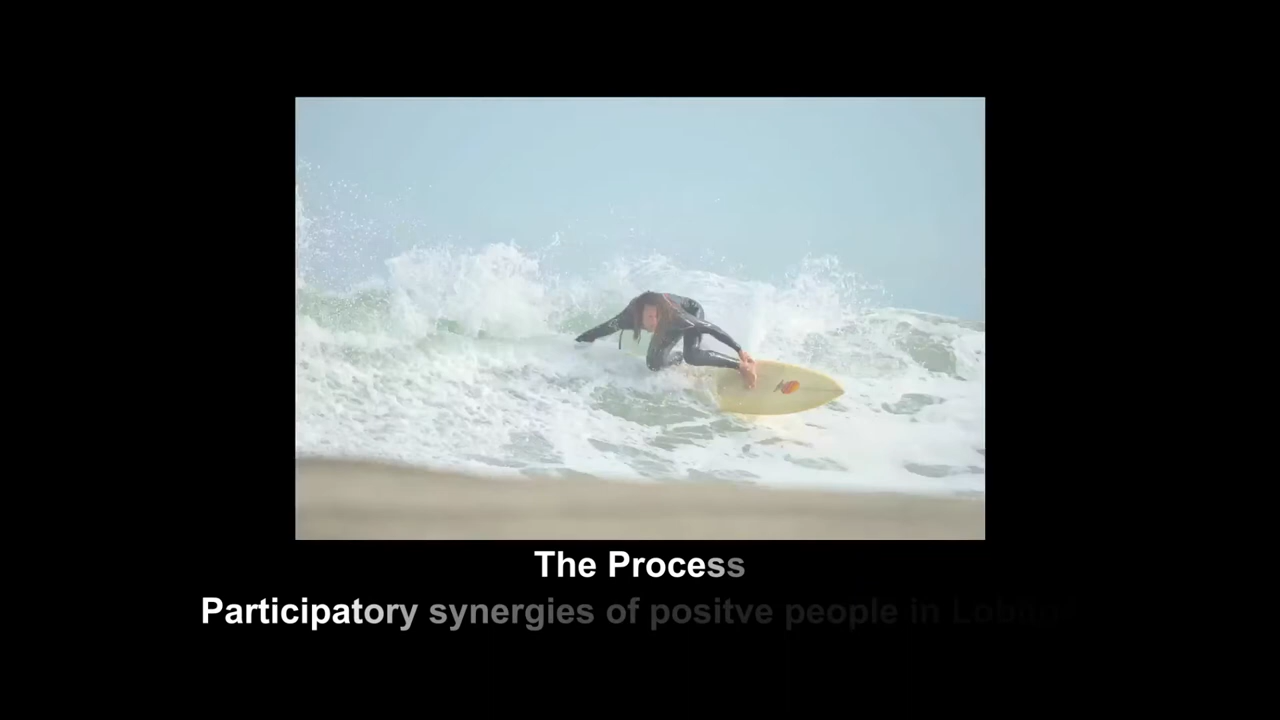 The Process
Participatory synergies of positve people in